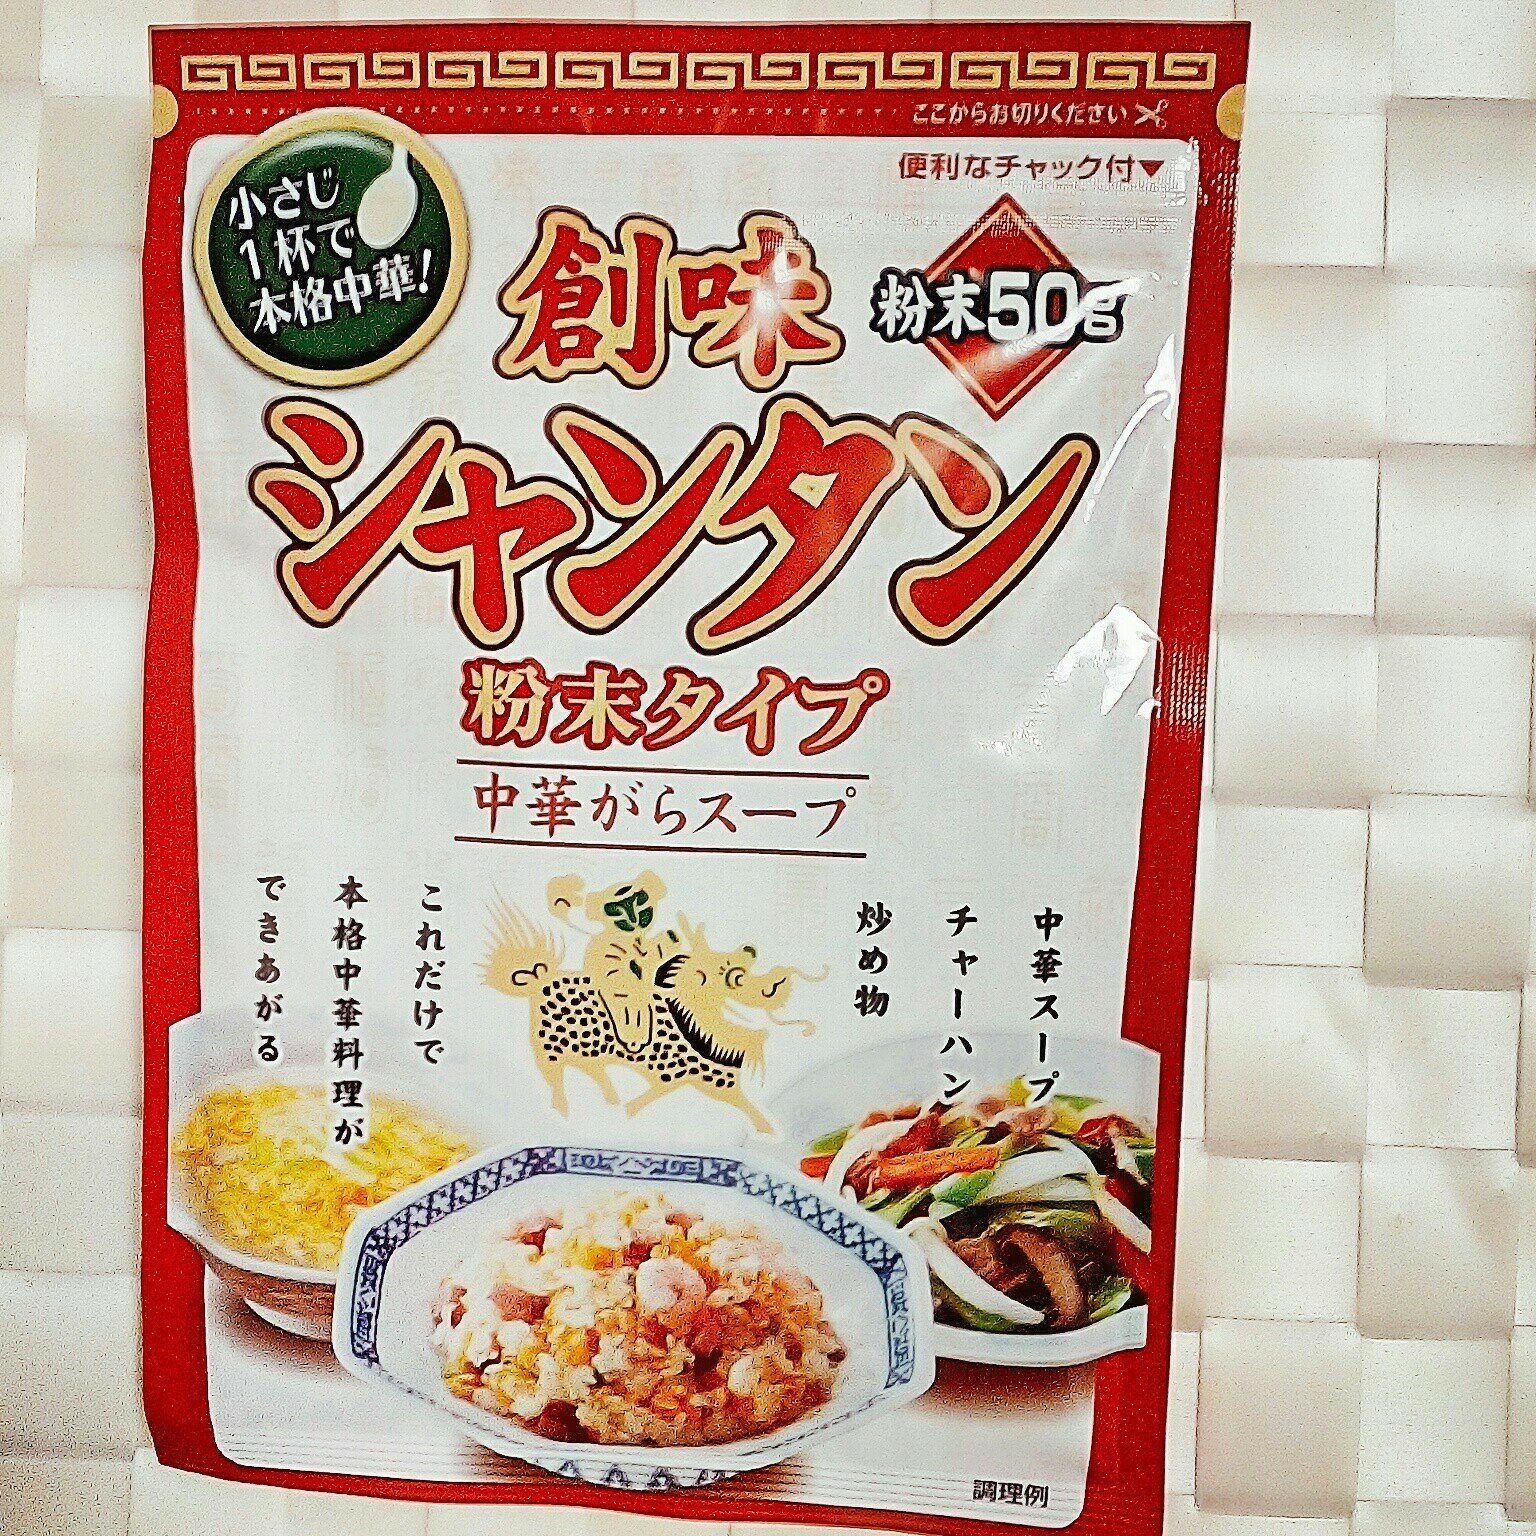 ここからお切りください
便利なチャック付▼
小さじ
1杯で
本格中華!
創味
粉末50g
シャンタン
粉末タイプ
中華がらスープ
中華スープ
チャーハン
炒め物
これだけで
本格中華料理が
できあがる
調理例